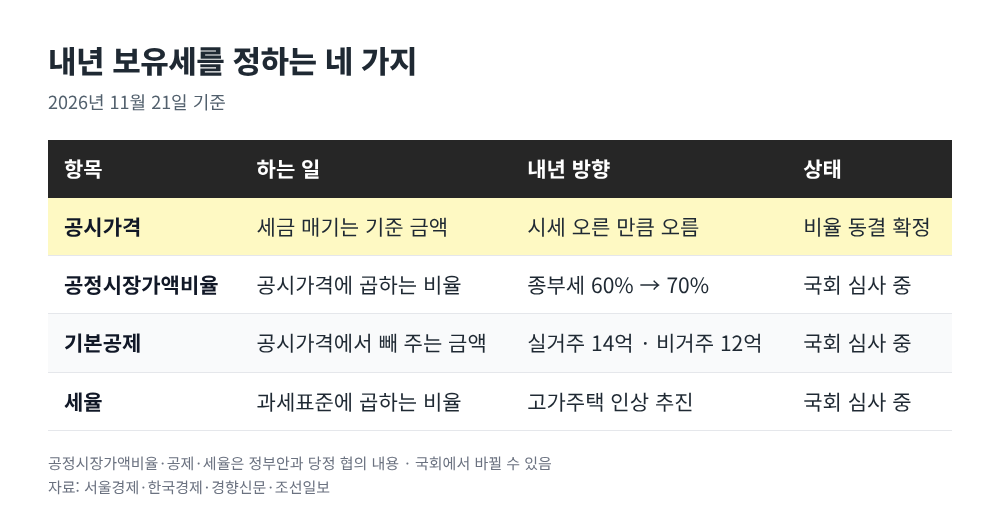 내년 보유세를 정하는 네 가지
2026년 11월 21일 기준
항목 하는 일 내년 방향 상태
공시가격 세금 매기는 기준 금액 시세 오른 만큼 오름 비율 동결 확정
공정시장가액비율 공시가격에 곱하는 비율 종부세 60% → 70% 국회 심사 중
기본공제 공시가격에서 빼 주는 금액 실거주 14억 · 비거주 12억 국회 심사 중
세율 과세표준에 곱하는 비율 고가주택 인상 추진 국회 심사 중
공정시장가액비율·공제·세율은 정부안과 당정 협의 내용 · 국회에서 바뀔 수 있음
자료: 서울경제·한국경제·경향신문·조선일보